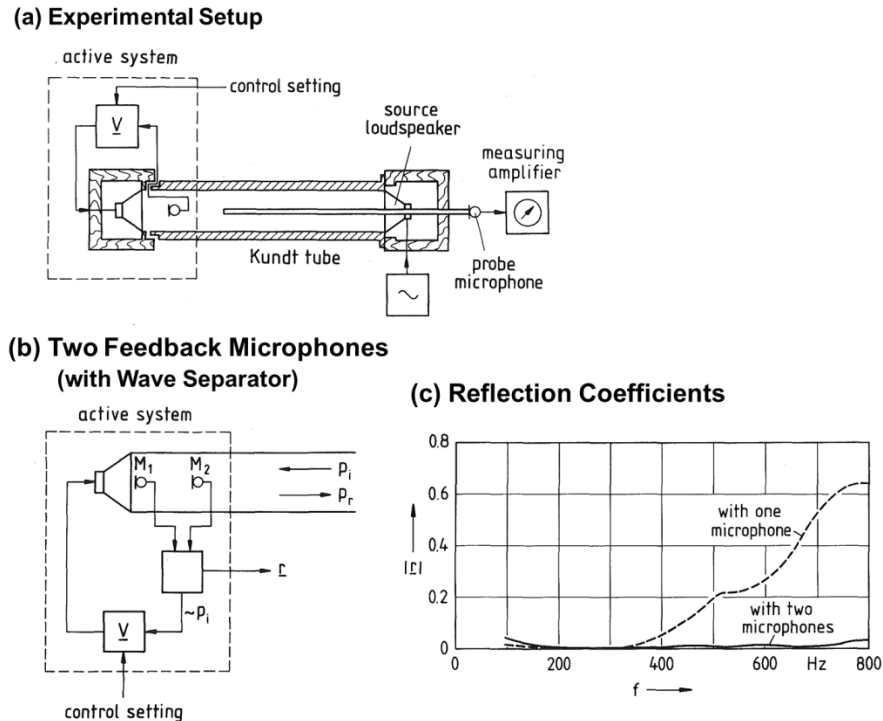 (a) Experimental Setup
active system
control setting
V
source
loudspeaker
measuring
amplifier
Kundt tube
probe
microphone
(b) Two Feedback Microphones
(with Wave Separator)
active system
M1
M2
pi
pr
r
~pi
V
control setting
(c) Reflection Coefficients
0.8
0.6
0.4
0.2
0
|r|
with one
microphone
with two
microphones
0
200
400
600
Hz
800
f